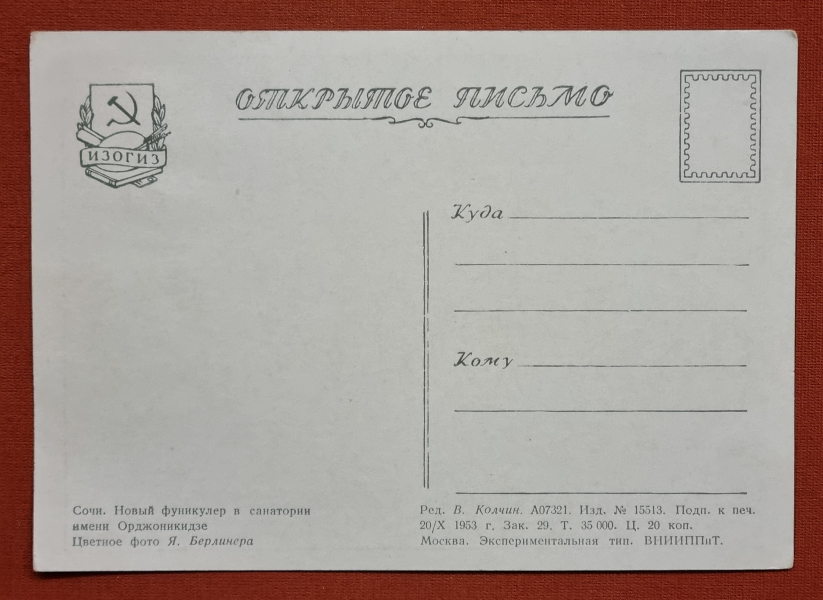 ОТКРЫТОЕ ПИСЬМО
ИЗОГИЗ
Куда
Кому
Сочи. Новый фуникулер в санатории
имени Орджоникидзе
Цветное фото Я. Берлинера
Ред. В. Колчин. А07321. Изд. № 15513. Подп. к печ.
20/X 1953 г. Зак. 29. Т. 35 000. Ц. 20 коп.
Москва. Экспериментальная тип. ВНИИППиТ.